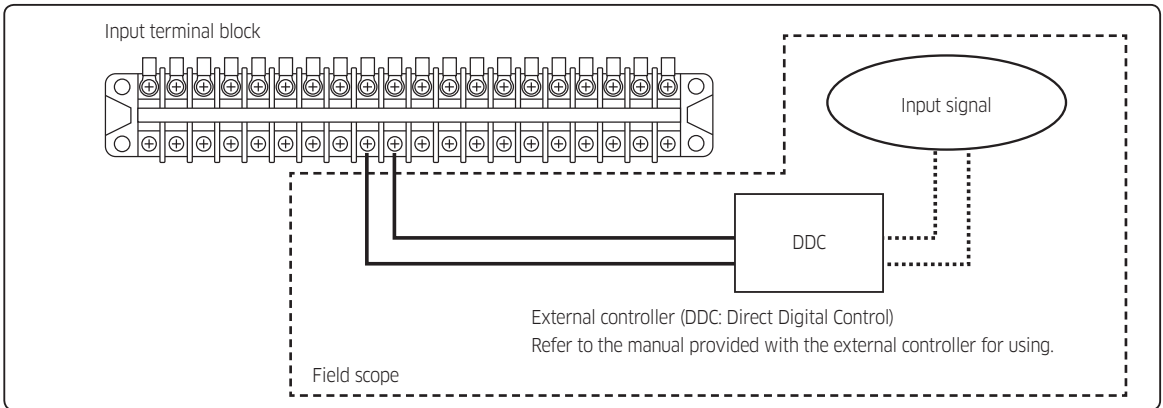 Input terminal block
Input signal
DDC
External controller (DDC: Direct Digital Control)
Refer to the manual provided with the external controller for using.
Field scope